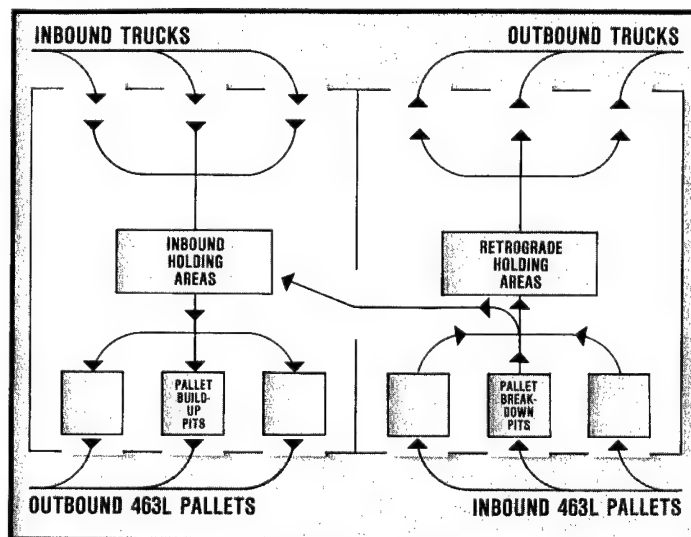 INBOUND TRUCKS
OUTBOUND TRUCKS
INBOUND
HOLDING
AREAS
RETROGRADE
HOLDING
AREAS
PALLET
BUILD-
UP
PITS
PALLET
BREAK-
DOWN
PITS
OUTBOUND 463L PALLETS
INBOUND 463L PALLETS